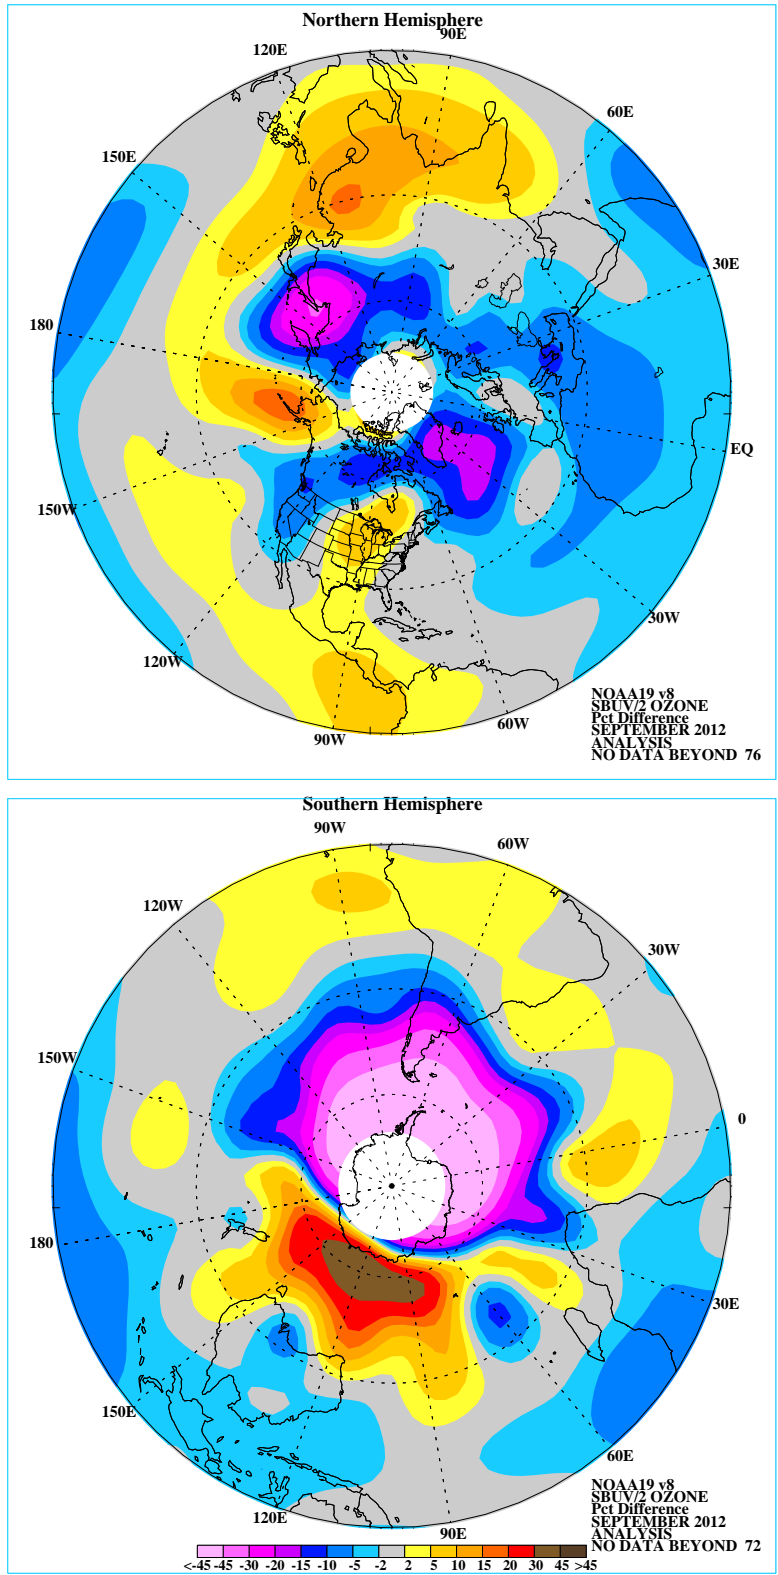 Northern Hemisphere
90E
120E
60E
150E
30E
180
EQ
150W
30W
120W
60W
90W
NOAA19 v8
SBUV/2 OZONE
Pct Difference
SEPTEMBER 2012
ANALYSIS
NO DATA BEYOND 76
Southern Hemisphere
90W
60W
120W
30W
150W
0
180
30E
150E
60E
120E
90E
NOAA19 v8
SBUV/2 OZONE
Pct Difference
SEPTEMBER 2012
ANALYSIS
NO DATA BEYOND 72
<-45 -45 -30 -20 -15 -10 -5 -2 2 5 10 15 20 30 45 >45